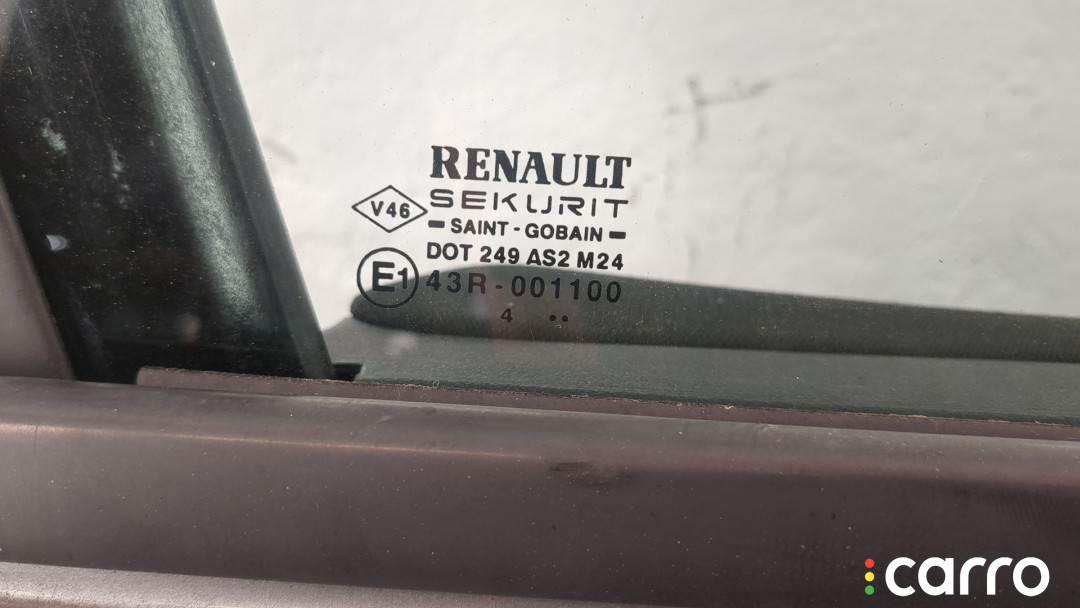 RENAULT
V46
SEKURIT
SAINT - GOBAIN
DOT 249 AS2 M24
E1
43R - 001100
4 ..
carro